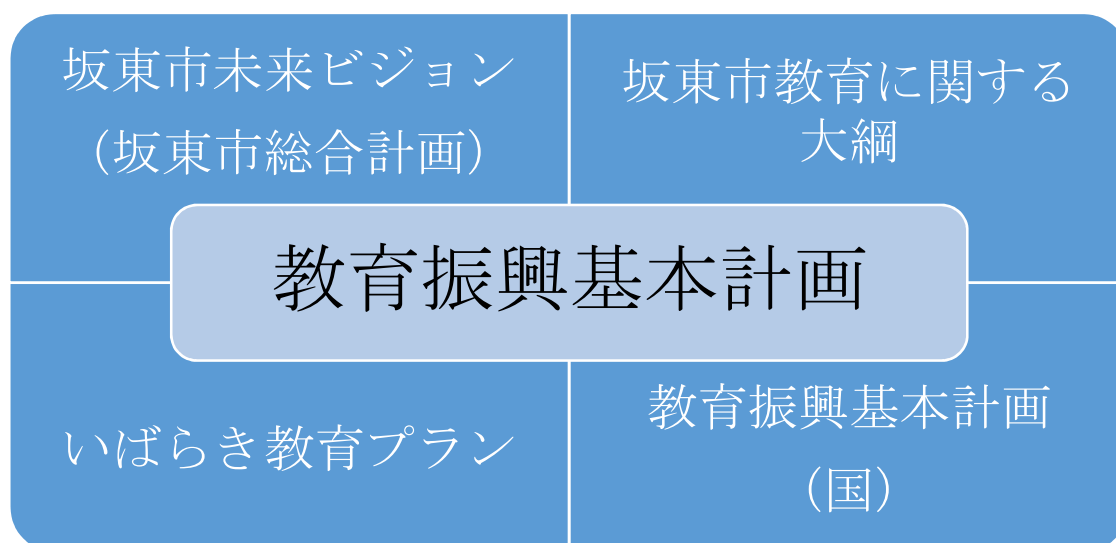 坂東市未来ビジョン
（坂東市総合計画）
坂東市教育に関する
大綱
教育振興基本計画
いばらき教育プラン
教育振興基本計画
（国）